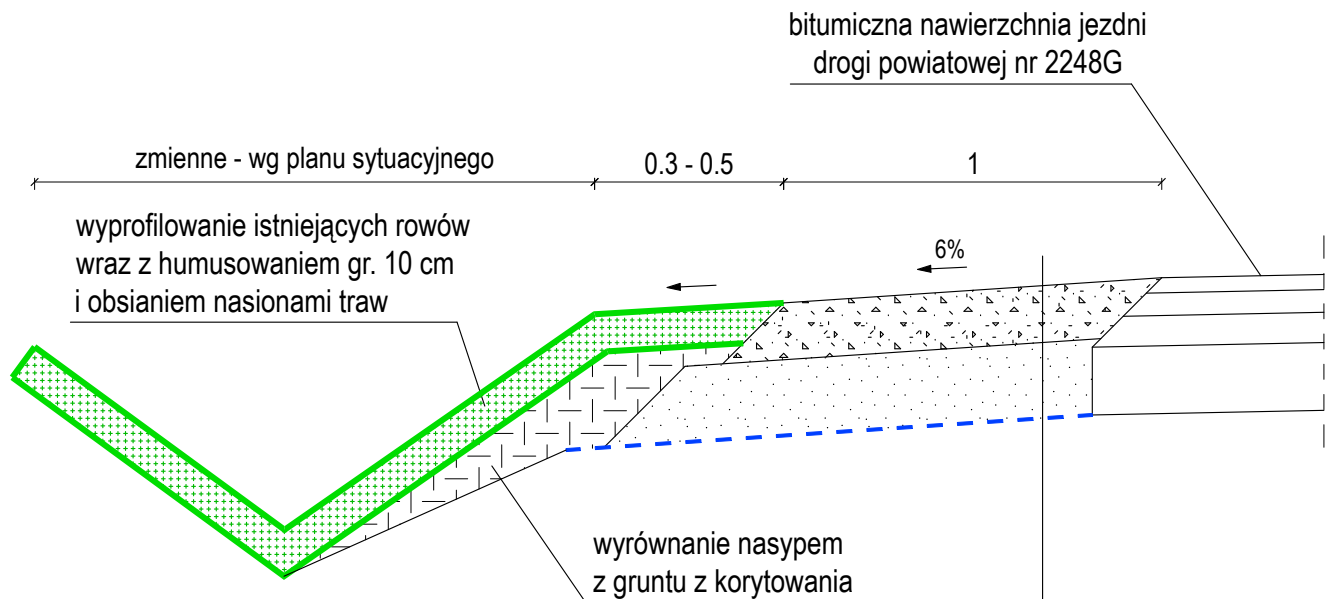 bitumiczna nawierzchnia jezdni
drogi powiatowej nr 2248G
zmienne - wg planu sytuacyjnego
0.3 - 0.5
1
wyprofilowanie istniejących rowów
wraz z humusowaniem gr. 10 cm
i obsianiem nasionami traw
6%
wyrównanie nasypem
z gruntu z korytowania